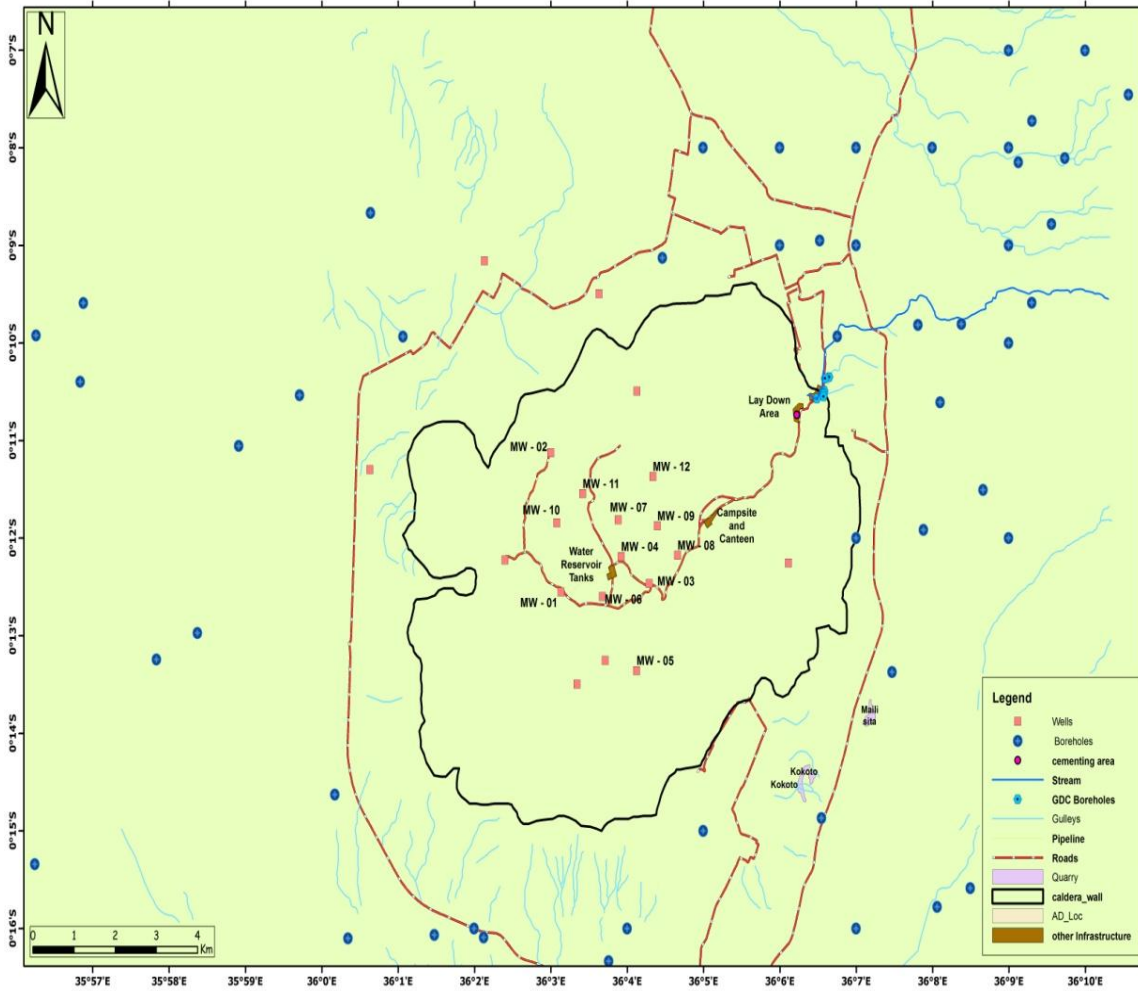 N
0°7'S
0°8'S
0°9'S
0°10'S
0°11'S
0°12'S
0°13'S
0°14'S
0°15'S
0°16'S
Lay Down
Area
MW - 02
MW - 12
MW - 11
MW - 10
MW - 07
MW - 09
Campsite
and
Canteen
MW - 04
MW - 08
Water
Reservoir
Tanks
MW - 03
MW - 01
MW - 06
MW - 05
Maili
sita
Kokoto
Kokoto
Legend
Wells
Boreholes
cementing area
Stream
GDC Boreholes
Gulleys
Pipeline
Roads
Quarry
caldera_wall
AD_Loc
other Infrastructure
0 1 2 3 4
Km
35°57'E 35°58'E 35°59'E 36°0'E 36°1'E 36°2'E 36°3'E 36°4'E 36°5'E 36°6'E 36°7'E 36°8'E 36°9'E 36°10'E